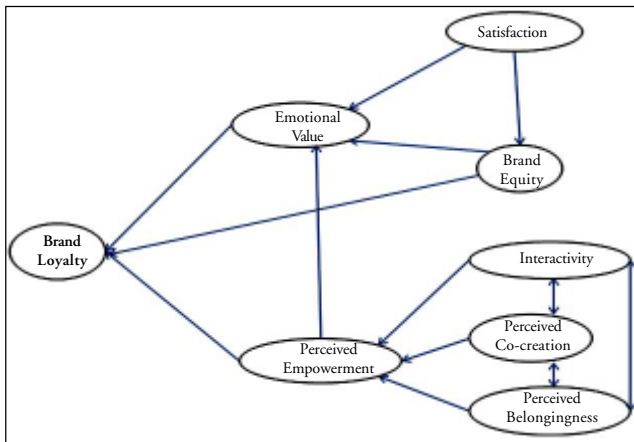 Satisfaction
Emotional
Value
Brand
Equity
Brand
Loyalty
Interactivity
Perceived
Co-creation
Perceived
Empowerment
Perceived
Belongingness